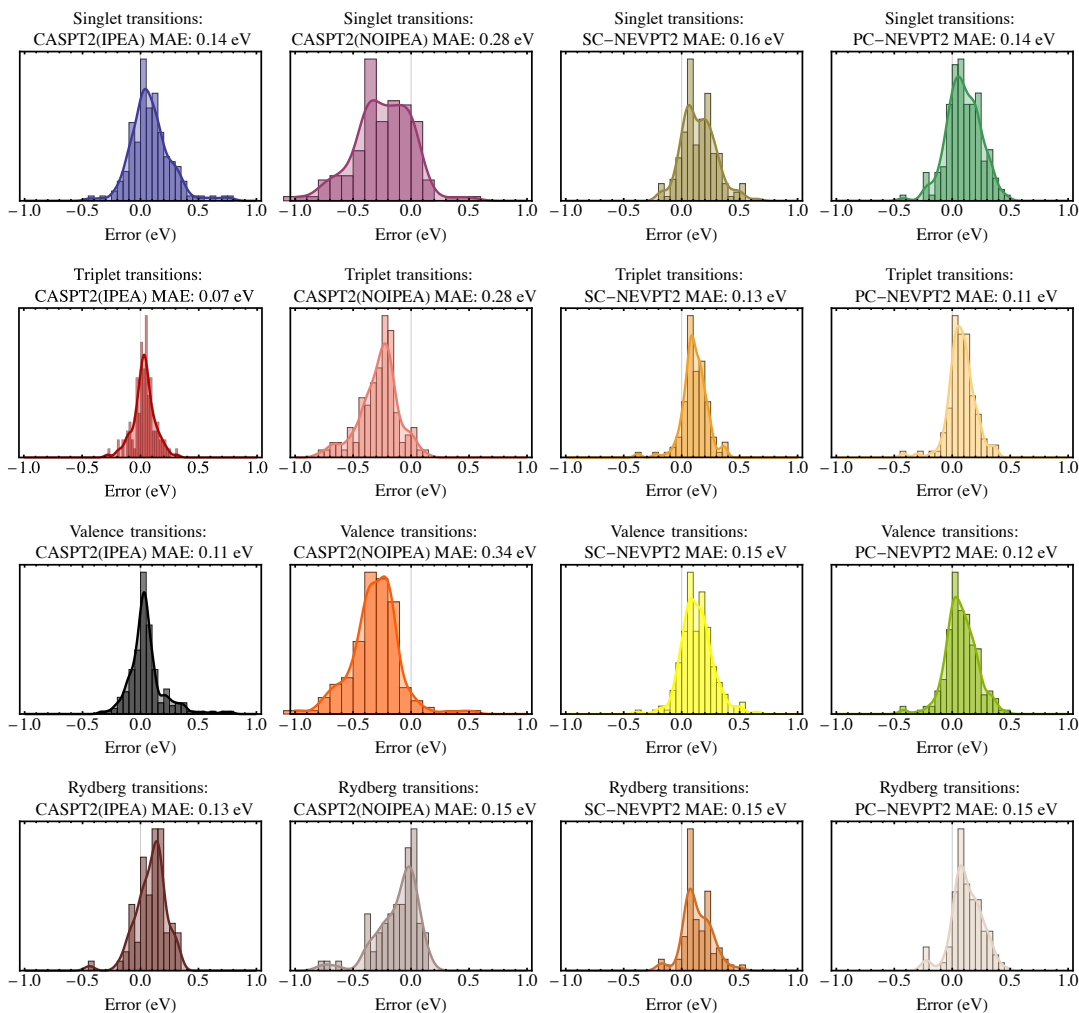 Singlet transitions:
CASPT2(IPEA) MAE: 0.14 eV
−1.0 −0.5 0.0 0.5 1.0
Error (eV)
Singlet transitions:
CASPT2(NOIPEA) MAE: 0.28 eV
−1.0 −0.5 0.0 0.5 1.0
Error (eV)
Singlet transitions:
SC−NEVPT2 MAE: 0.16 eV
−1.0 −0.5 0.0 0.5 1.0
Error (eV)
Singlet transitions:
PC−NEVPT2 MAE: 0.14 eV
−1.0 −0.5 0.0 0.5 1.0
Error (eV)
Triplet transitions:
CASPT2(IPEA) MAE: 0.07 eV
−1.0 −0.5 0.0 0.5 1.0
Error (eV)
Triplet transitions:
CASPT2(NOIPEA) MAE: 0.28 eV
−1.0 −0.5 0.0 0.5 1.0
Error (eV)
Triplet transitions:
SC−NEVPT2 MAE: 0.13 eV
−1.0 −0.5 0.0 0.5 1.0
Error (eV)
Triplet transitions:
PC−NEVPT2 MAE: 0.11 eV
−1.0 −0.5 0.0 0.5 1.0
Error (eV)
Valence transitions:
CASPT2(IPEA) MAE: 0.11 eV
−1.0 −0.5 0.0 0.5 1.0
Error (eV)
Valence transitions:
CASPT2(NOIPEA) MAE: 0.34 eV
−1.0 −0.5 0.0 0.5 1.0
Error (eV)
Valence transitions:
SC−NEVPT2 MAE: 0.15 eV
−1.0 −0.5 0.0 0.5 1.0
Error (eV)
Valence transitions:
PC−NEVPT2 MAE: 0.12 eV
−1.0 −0.5 0.0 0.5 1.0
Error (eV)
Rydberg transitions:
CASPT2(IPEA) MAE: 0.13 eV
−1.0 −0.5 0.0 0.5 1.0
Error (eV)
Rydberg transitions:
CASPT2(NOIPEA) MAE: 0.15 eV
−1.0 −0.5 0.0 0.5 1.0
Error (eV)
Rydberg transitions:
SC−NEVPT2 MAE: 0.15 eV
−1.0 −0.5 0.0 0.5 1.0
Error (eV)
Rydberg transitions:
PC−NEVPT2 MAE: 0.15 eV
−1.0 −0.5 0.0 0.5 1.0
Error (eV)